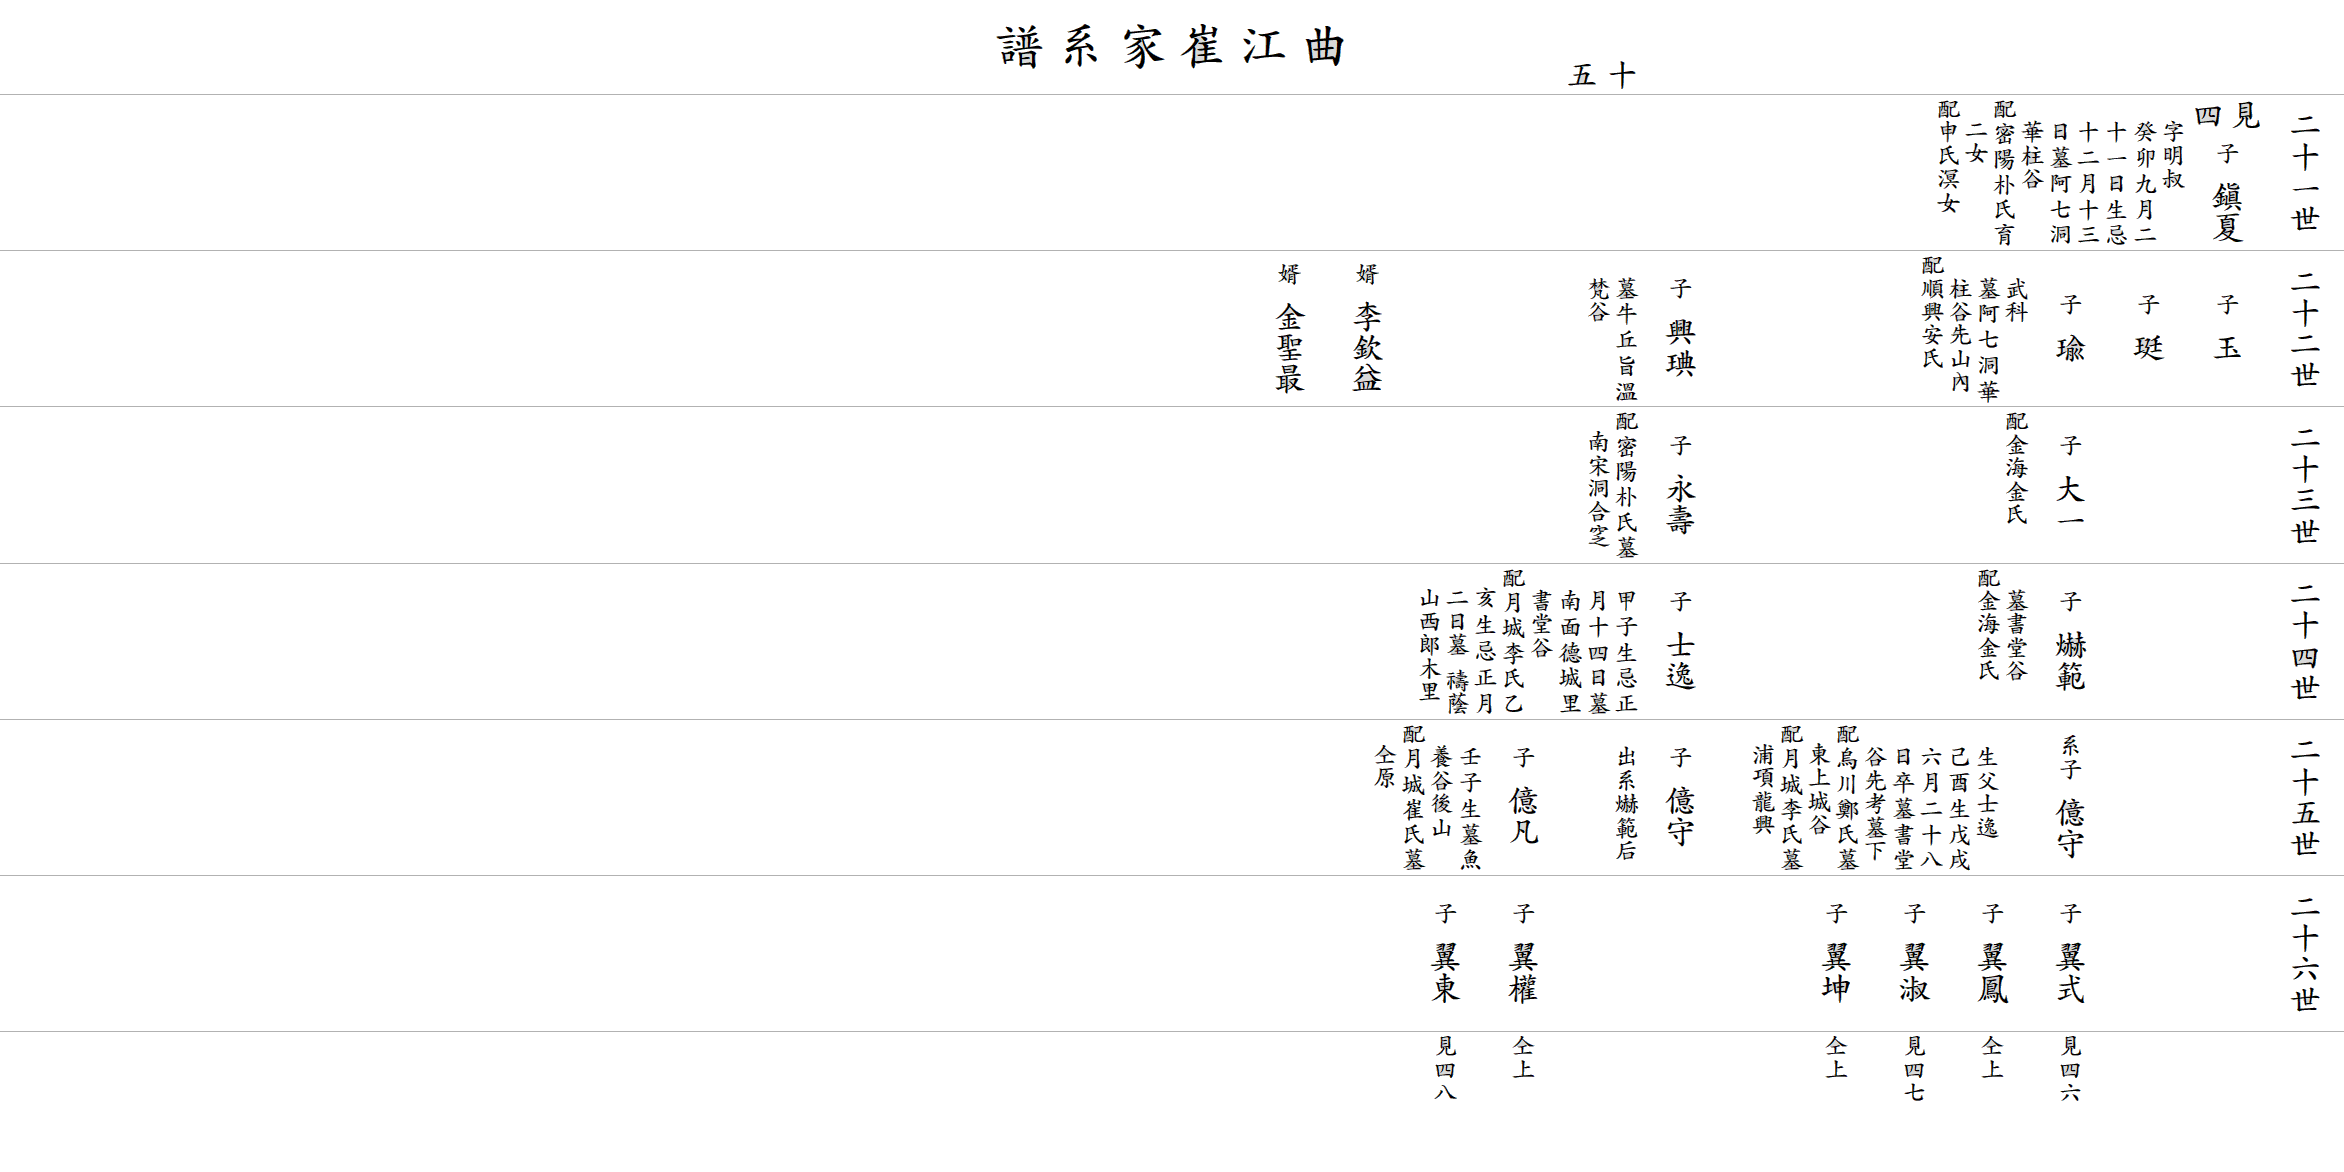 曲江崔家系譜
十五
二十一世
見四
子 鎭夏
字明叔
癸卯九月二
十一日生忌
十二月十三
日墓阿七洞
華柱谷
配密陽朴氏育
二女
配申氏溟女
二十二世
子 玉
子 珽
子 瑜
武科
墓阿七洞華
柱谷先山內
配順興安氏
子 興琠
墓牛丘旨溫
梵谷
婿 李欽益
婿 金聖最
二十三世
子 大一
配金海金氏
子 永壽
配密陽朴氏墓
南宋洞合窆
二十四世
子 爀範
墓書堂谷
配金海金氏
子 士逸
甲子生忌正
月十四日墓
南面德城里
書堂谷
配月城李氏乙
亥生忌正月
二日墓 禱蔭
山西郞木里
二十五世
系子 億守
生父士逸
己酉生戊戌
六月二十八
日卒墓書堂
谷先考墓下
配烏川鄭氏墓
東上城谷
配月城李氏墓
浦項龍興
子 億守
出系爀範后
子 億凡
壬子生墓魚
養谷後山
配月城崔氏墓
仝原
二十六世
子 翼式
子 翼鳳
子 翼淑
子 翼坤
子 翼權
子 翼東
見四六
仝上
見四七
仝上
仝上
見四八